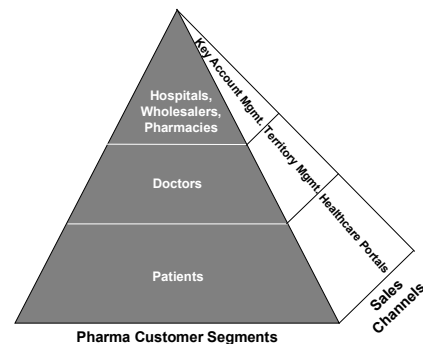 Key Account Mgmt.
Hospitals,
Wholesalers,
Pharmacies
Territory Mgmt.
Doctors
Healthcare Portals
Patients
Sales
Channels
Pharma Customer Segments